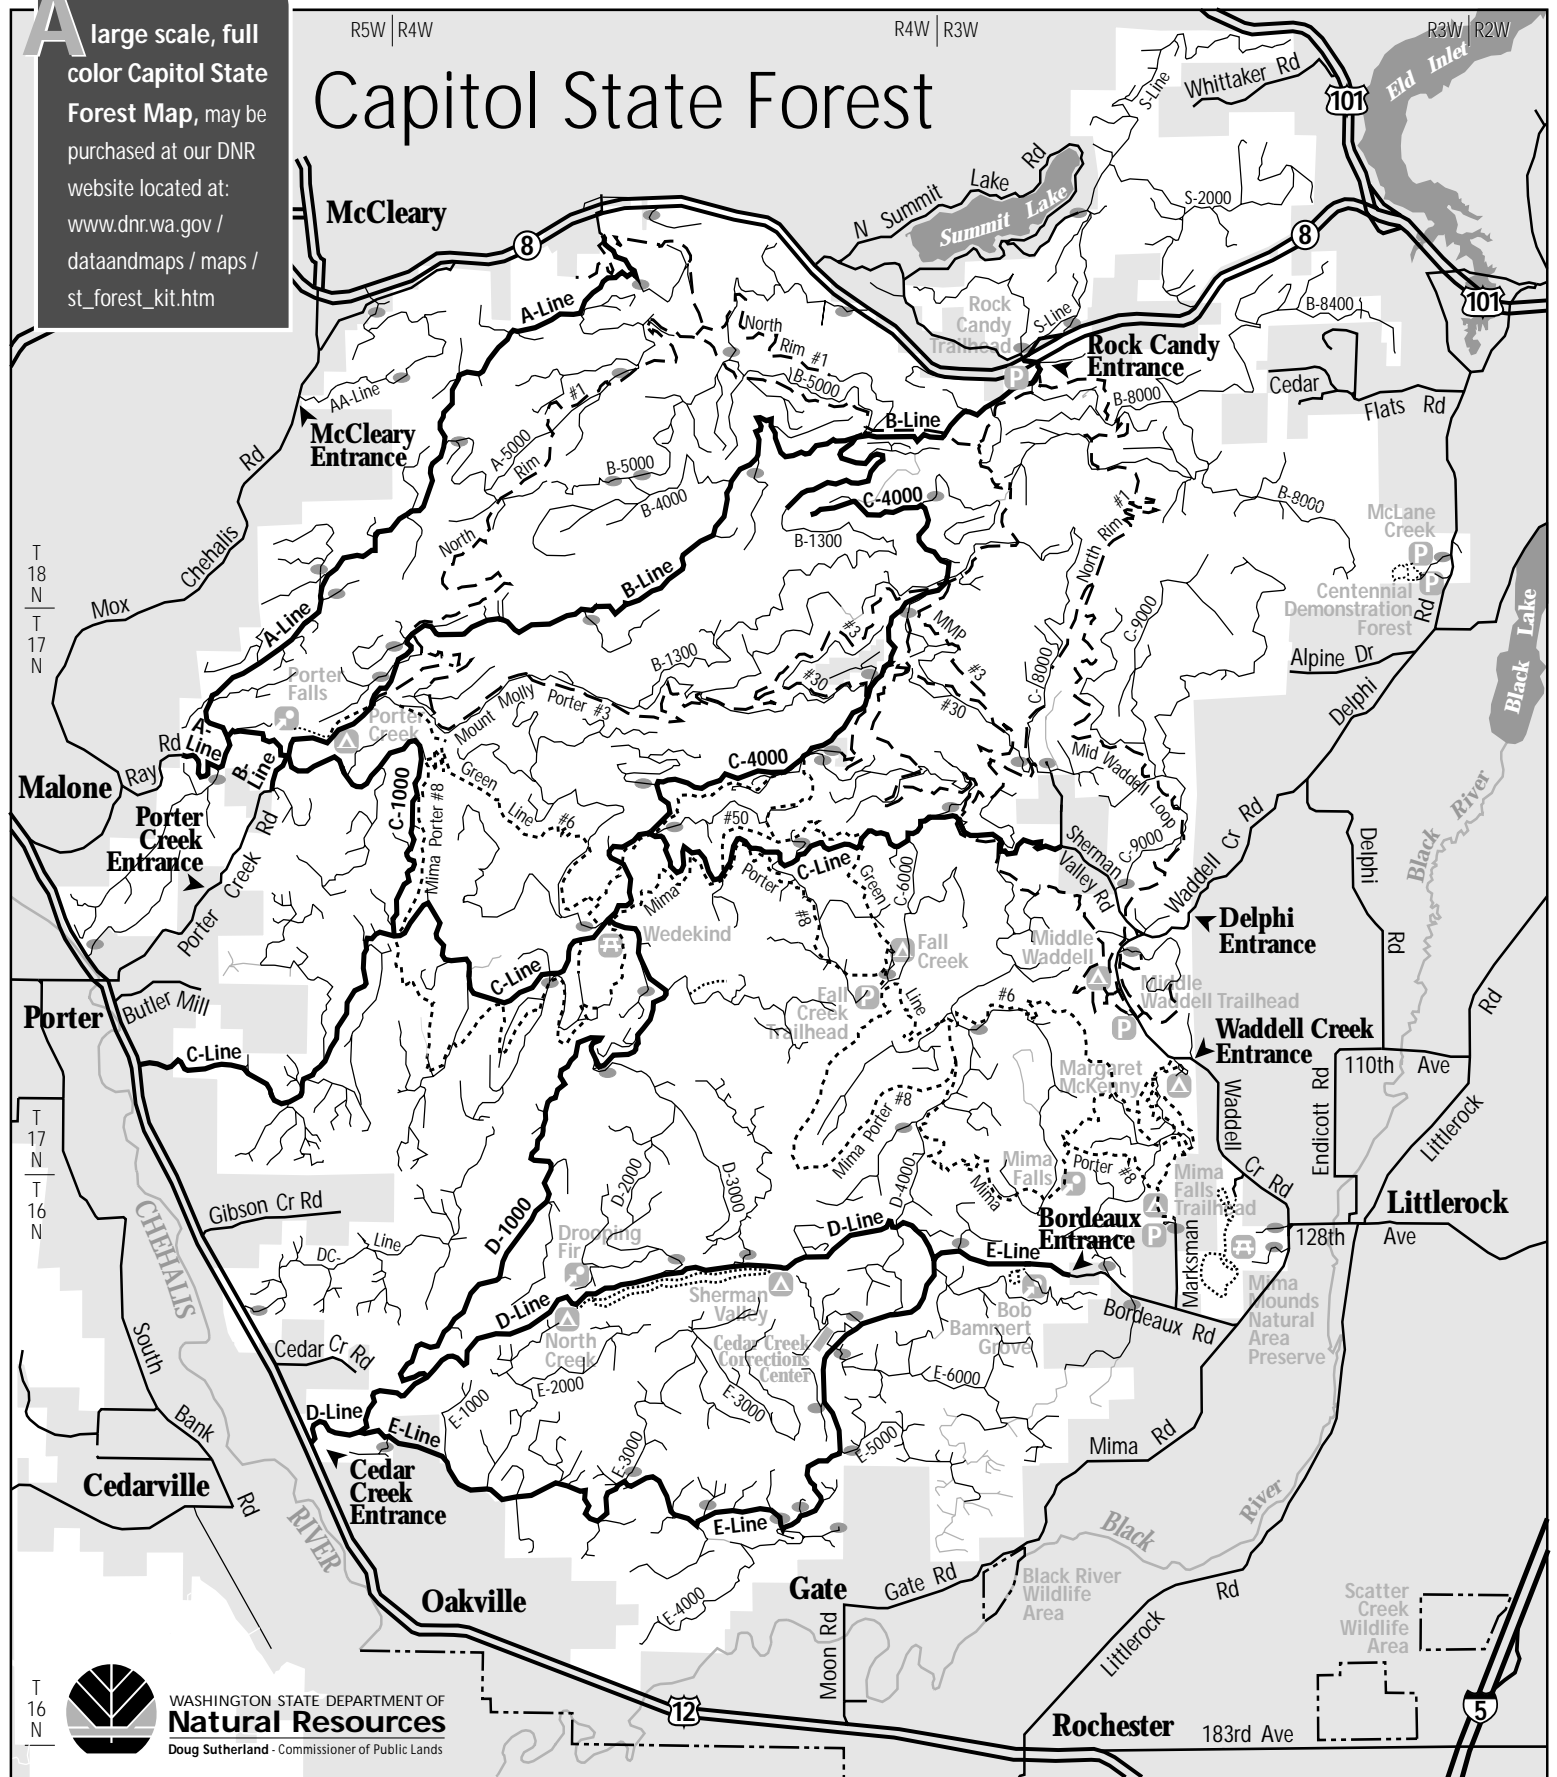 A large scale, full
color Capitol State
Forest Map, may be
purchased at our DNR
website located at:
www.dnr.wa.gov /
dataandmaps / maps /
st_forest_kit.htm
R5W R4W
R4W R3W
R3W R2W
Capitol State Forest
Eld Inlet
101
S-Line
Whittaker Rd
N Summit Lake Rd
Summit Lake
S-2000
McCleary
8
8
101
A-Line
Rock
Candy
Trailhead
S-Line
B-8400
Rock Candy
Entrance
P
North Rim #1
B-5000
AA-Line
#1
Cedar Flats Rd
B-8000
McCleary
Entrance
B-Line
A-5000
North Rim
B-5000
B-4000
C-4000
B-8000
McLane
Creek
P
P
Mox Chehalis Rd
T
18
N
T
17
N
B-1300
North Rim #1
Centennial
Demonstration
Forest
Rd
Black Lake
B-Line
A-Line
C-9000
MMP #3
#3
B-1300
#30
#30
C-8000
Alpine Dr
Delphi
Porter
Falls
Porter
Creek
Mount Molly Porter #3
A-
Line
Ray Rd
B-
Line
Malone
C-4000
Mid Waddell Loop
C-1000
Mima Porter #8
Green Line #6
#50
Porter
Creek
Entrance
Porter Creek Rd
C-Line
Sherman
Valley Rd
C-9000
Waddell Cr Rd
Delphi
Rd
Black River
Mima
Porter
#8
Green
Line
C-6000
Delphi
Entrance
Wedekind
Fall
Creek
Middle
Waddell
C-Line
Middle
Waddell Trailhead
P
Fall
Creek
Trailhead
P
#6
Rd
Porter
Butler Mill
C-Line
Waddell Creek
Entrance
110th Ave
Margaret
McKenny
Waddell
Cr Rd
Endicott Rd
Littlerock
Mima Porter #8
T
17
N
T
16
N
D-2000
D-3000
D-4000
Mima
Mima
Falls
Porter #8
Mima
Falls
Trailhead
P
Littlerock
Gibson Cr Rd
CHEHALIS
DC-Line
D-1000
Drooping
Fir
D-Line
Bordeaux
Entrance
E-Line
128th Ave
Marksman
D-Line
Sherman
Valley
Bob
Bammert
Grove
Bordeaux Rd
Mima
Mounds
Natural
Area
Preserve
South
Bank
Rd
Cedar Cr Rd
North
Creek
Cedar Creek
Corrections
Center
E-2000
E-1000
E-3000
E-6000
D-Line
E-Line
E-3000
E-5000
Mima Rd
Cedarville
Cedar
Creek
Entrance
RIVER
E-Line
Black River
Oakville
Gate
Gate Rd
Black River
Wildlife
Area
E-4000
Moon Rd
Littlerock Rd
Scatter
Creek
Wildlife
Area
T
16
N
WASHINGTON STATE DEPARTMENT OF
Natural Resources
Doug Sutherland - Commissioner of Public Lands
12
Rochester
183rd Ave
5